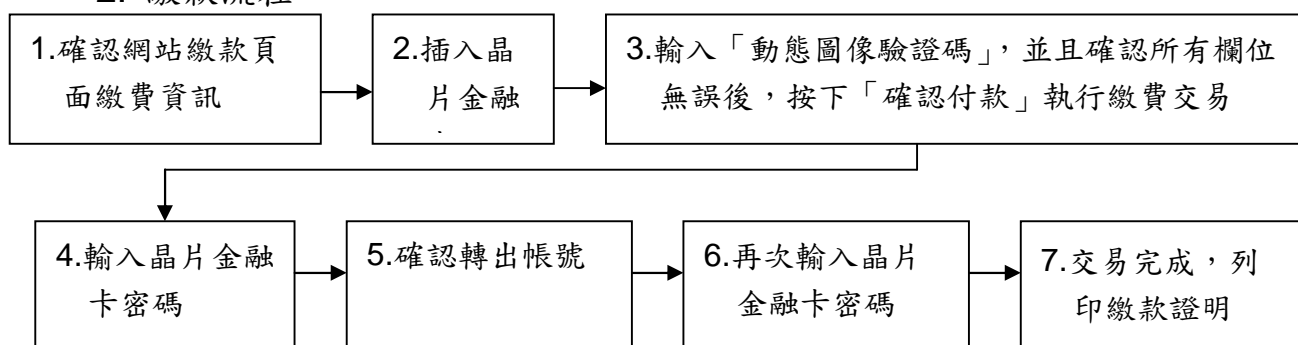 2. 繳款流程
1.確認網站繳款頁
面繳費資訊
2.插入晶
片金融
3.輸入「動態圖像驗證碼」，並且確認所有欄位
無誤後，按下「確認付款」執行繳費交易
4.輸入晶片金融
卡密碼
5.確認轉出帳號
6.再次輸入晶片
金融卡密碼
7.交易完成，列
印繳款證明